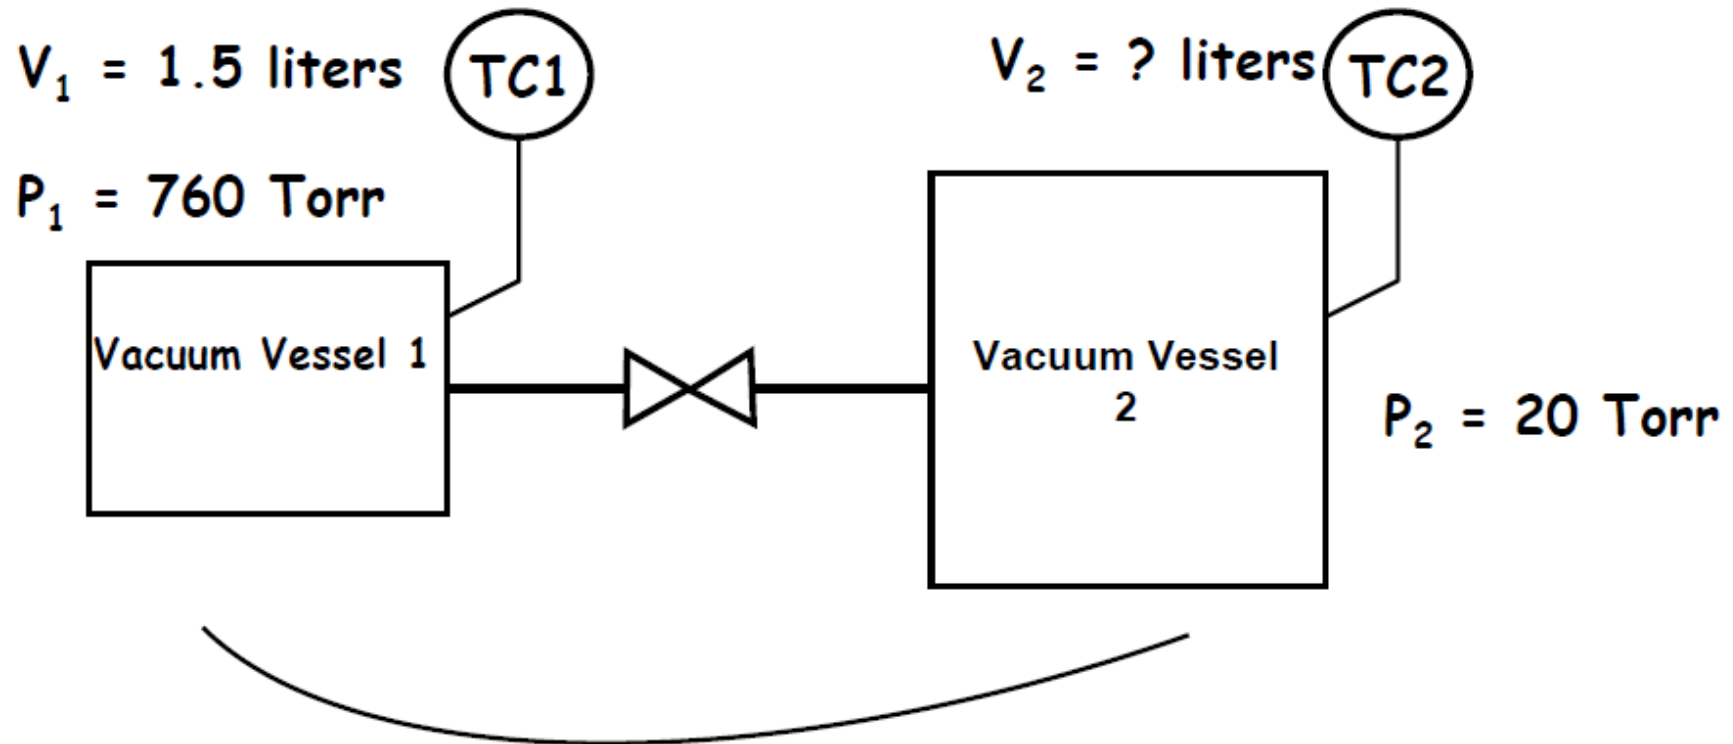 V₁ = 1.5 liters
TC1
V₂ = ? liters
TC2
P₁ = 760 Torr
Vacuum Vessel 1
Vacuum Vessel
2
P₂ = 20 Torr